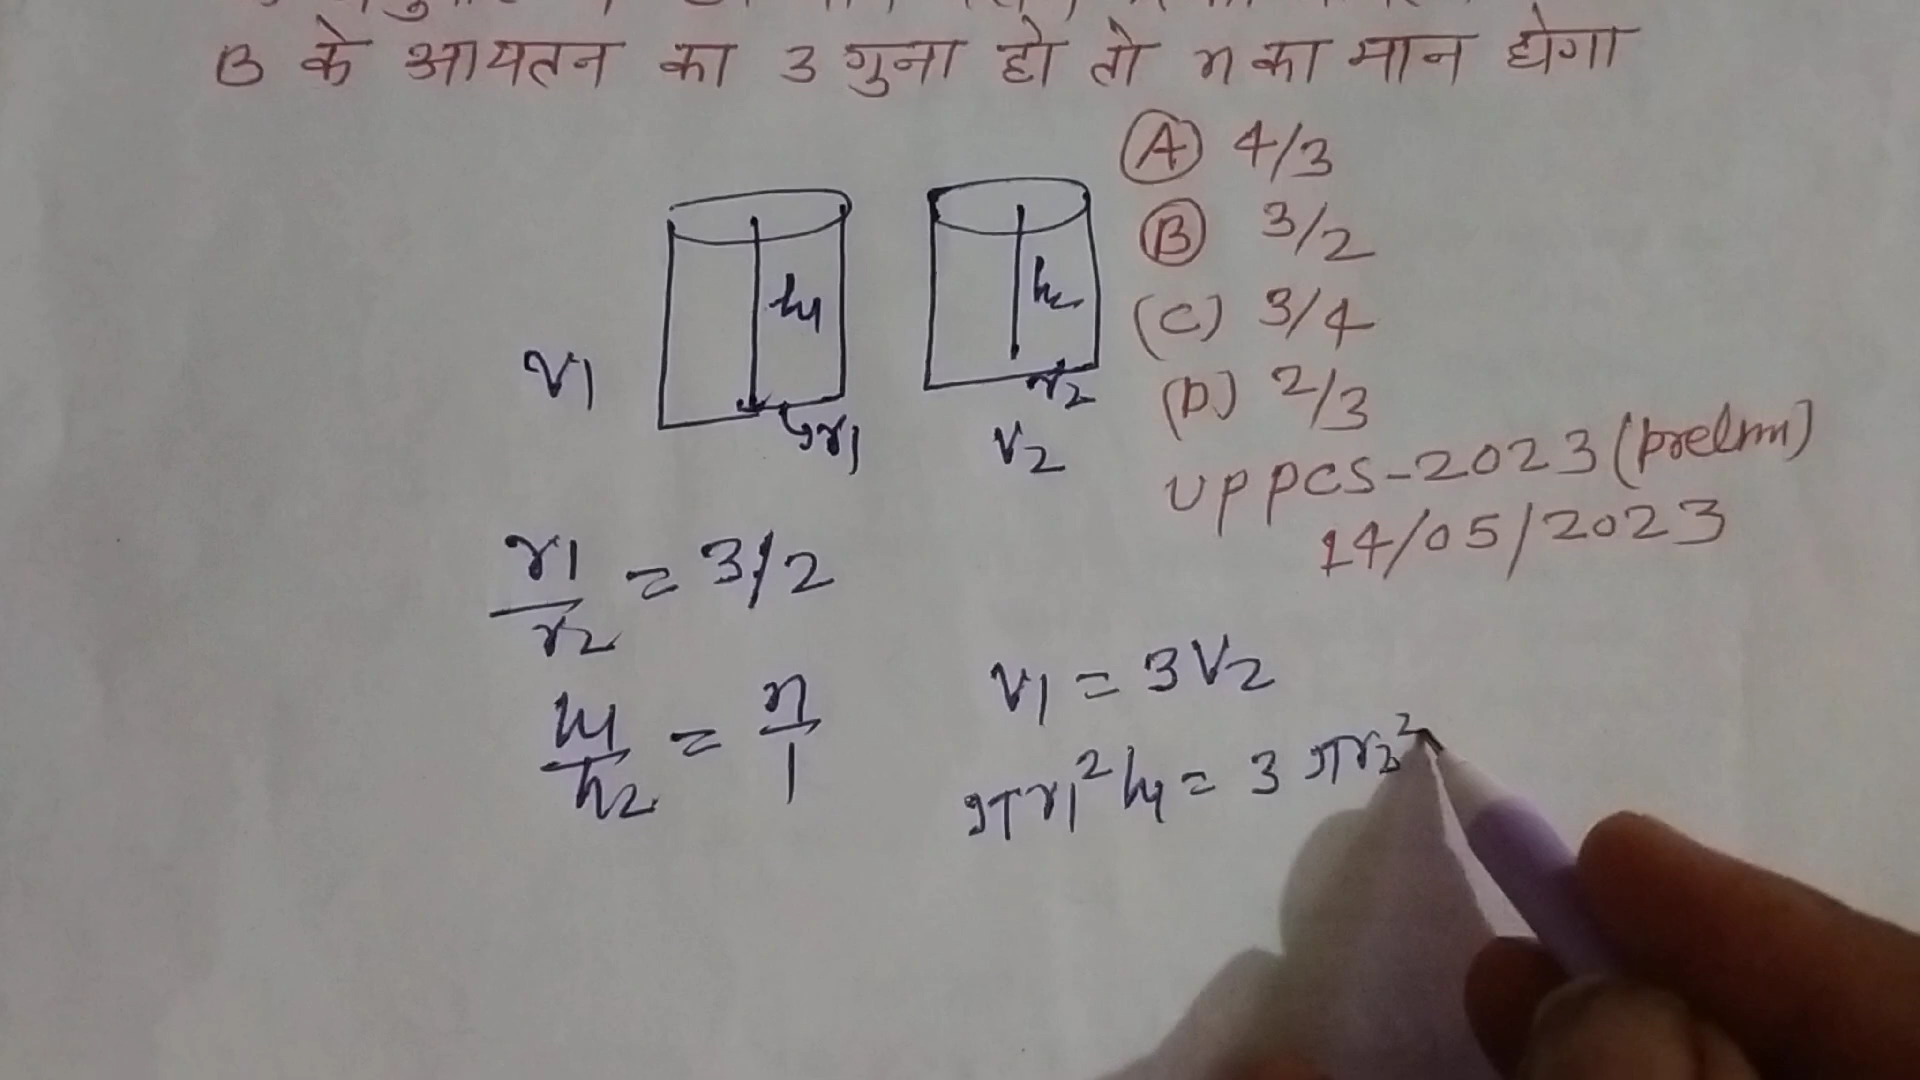 B के आयतन का 3 गुना हो तो n का मान होगा
(A) 4/3
(B) 3/2
(C) 3/4
(D) 2/3
UPPCS-2023 (prelim)
14/05/2023
h1
r1
V1
h2
r2
V2
r1/r2 = 3/2
h1/h2 = n/1
V1 = 3V2
πr1²h1 = 3πr2²